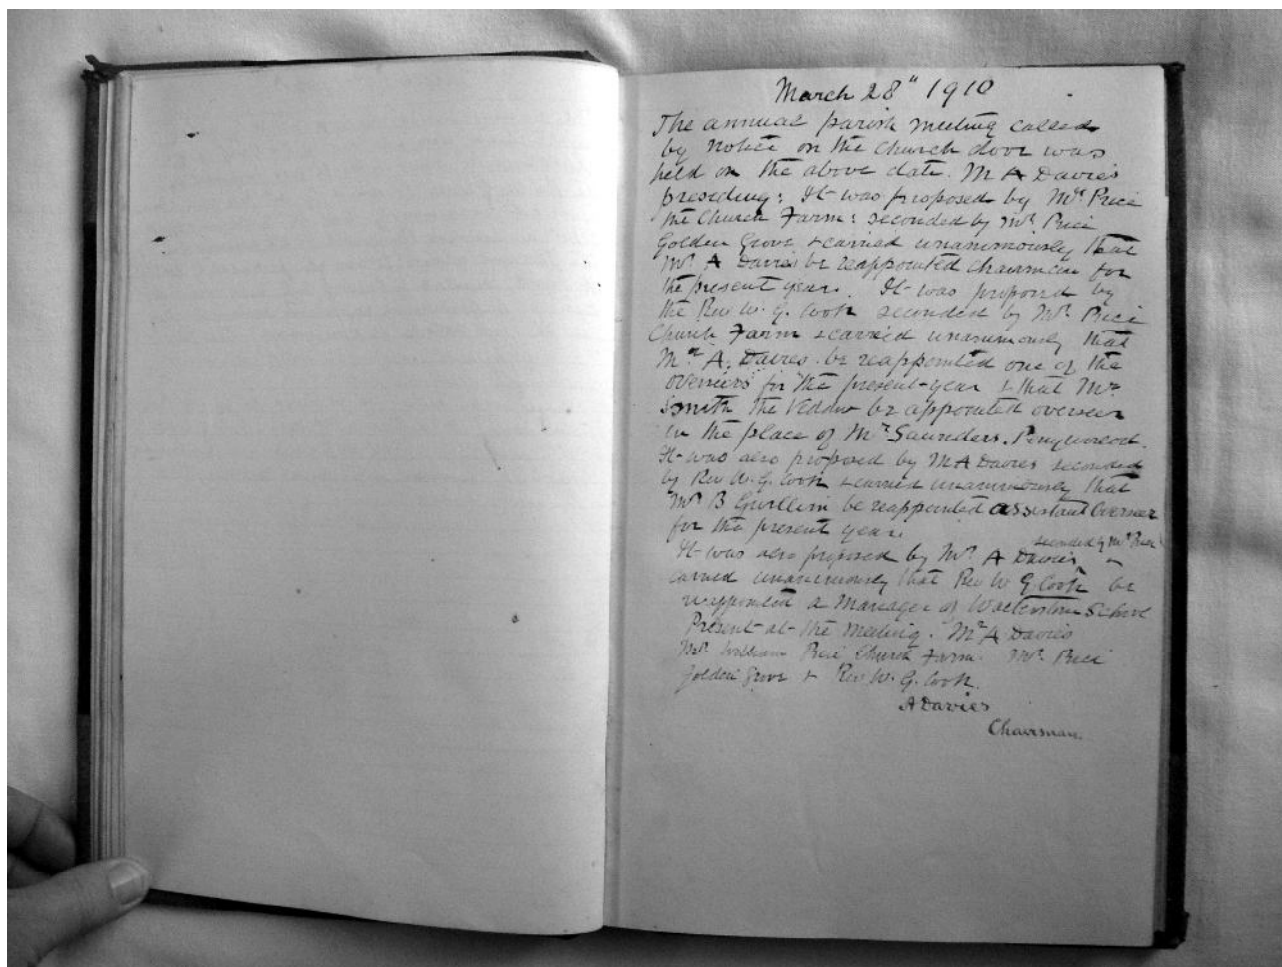 March 28" 1910
The annual parish meeting called
by notice on the Church door was
held on the above date. Mr A Davies
presiding: It was proposed by Mr. Price
the Church Farm: seconded by Mr. Price
Golden Grove & carried unanimously that
Mr. A Davies be reappointed chairman for
the present year. It was proposed by
the Rev W. G. Cook seconded by Mr. Price
Church Farm & carried unanimously that
Mr. A. Davies be reappointed one of the
overseers for the present year & that Mr.
Smith the Veddw be appointed overseer
in the place of Mr. Saunders.
It was also proposed by Mr A Davies seconded
by Rev W. G. Cook & carried unanimously that
Mr. B Gwillim be reappointed assistant Overseer
for the present year.
It was also proposed by Mr. A Davies seconded by Mr Price &
carried unanimously that Rev W G. Cook be
reappointed a Manager of Walterstone School
Present at the Meeting. Mr. A Davies
Mr. William Price Church Farm. Mr. Price
Golden Grove & Rev W. G. Cook.
A Davies
Chairman.